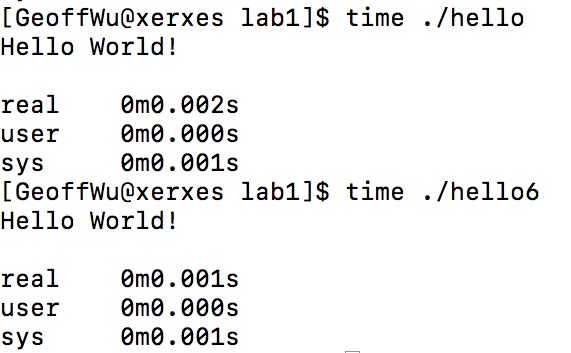 [GeoffWu@xerxes lab1]$ time ./hello
Hello World!
real    0m0.002s
user    0m0.000s
sys     0m0.001s
[GeoffWu@xerxes lab1]$ time ./hello6
Hello World!
real    0m0.001s
user    0m0.000s
sys     0m0.001s